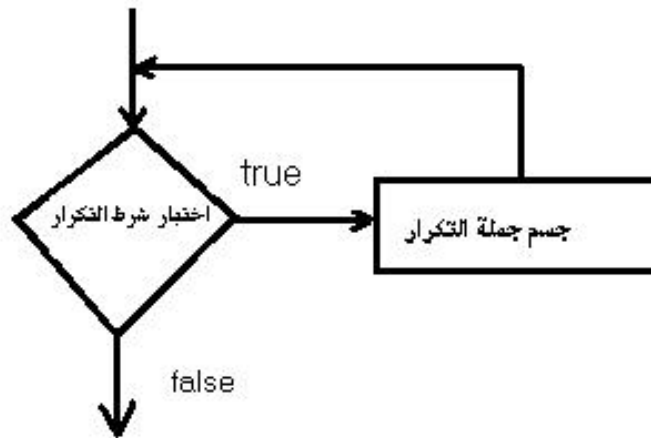 true
اختبار شرط التكرار
جسم جملة التكرار
false